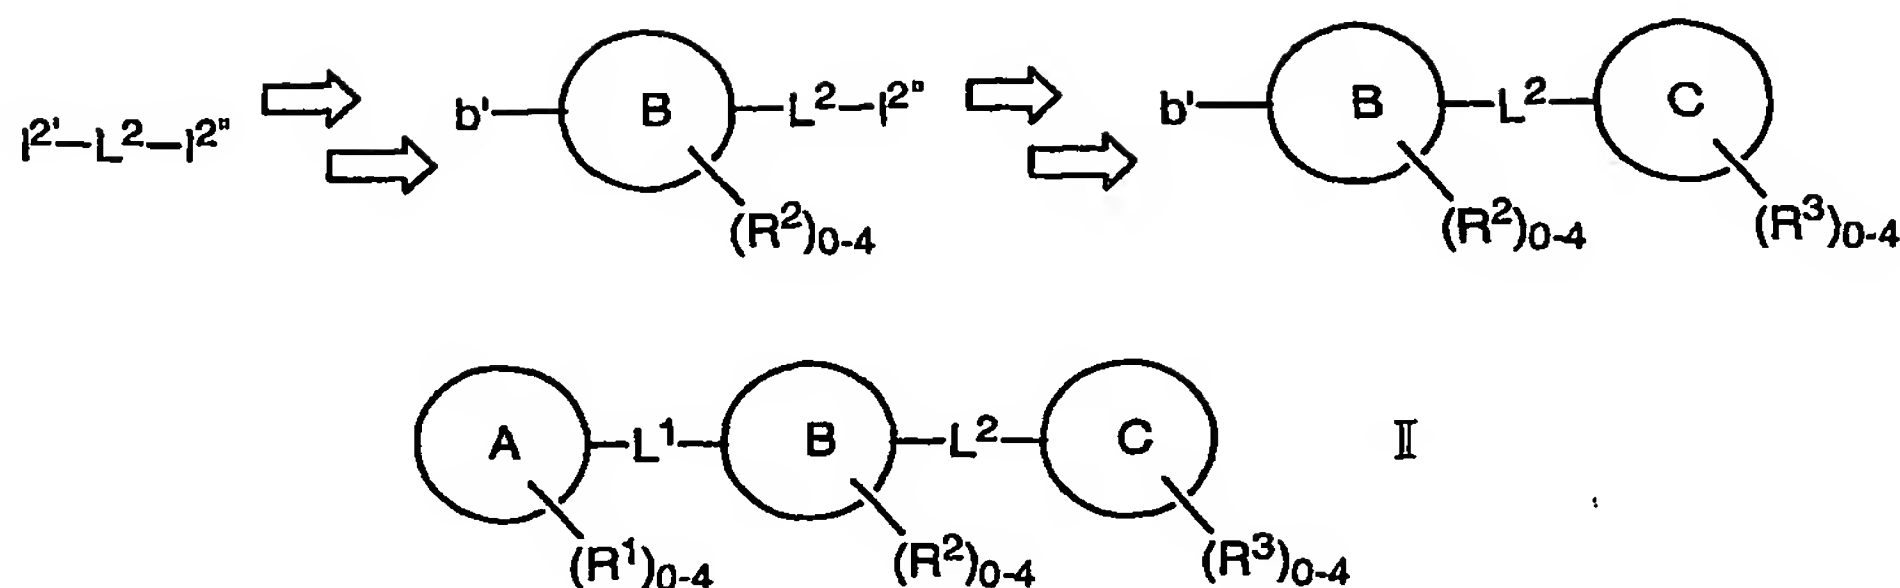 l²'–L²–l²" b'–B–L²–l²" b'–B–L²–C
(R²)₀₋₄ (R²)₀₋₄ (R³)₀₋₄
A–L¹–B–L²–C II
(R¹)₀₋₄ (R²)₀₋₄ (R³)₀₋₄